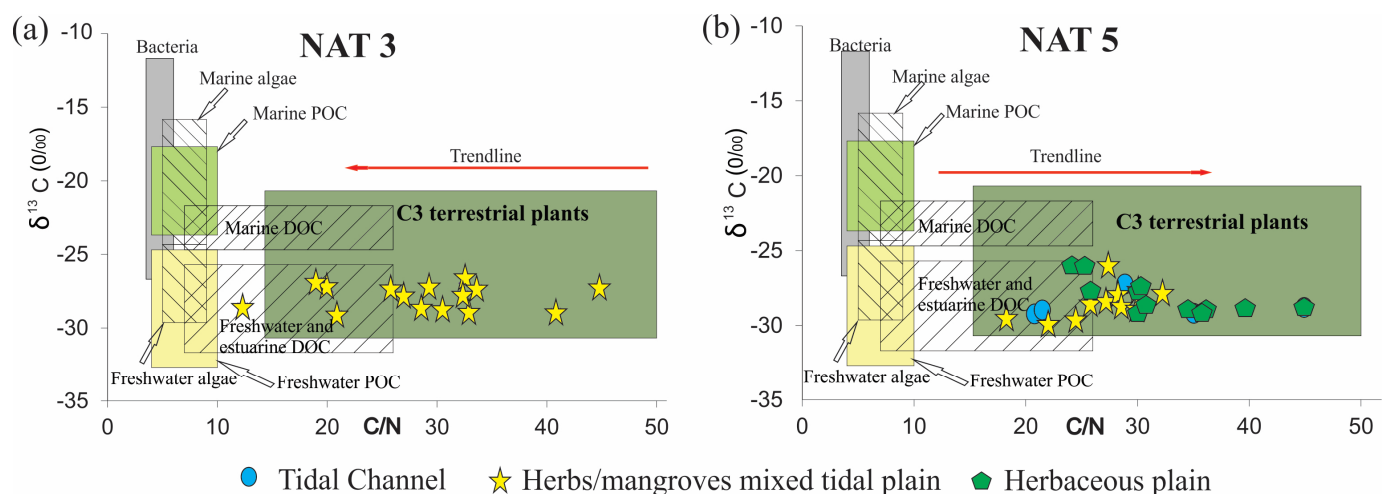 (a)
NAT 3
-10
-15
-20
-25
-30
-35
δ¹³ C (0/00)
Bacteria
Marine algae
Marine POC
Trendline
C3 terrestrial plants
Marine DOC
Freshwater and
estuarine DOC
Freshwater algae
Freshwater POC
0 10 20 C/N 30 40 50
(b)
NAT 5
-10
-15
-20
-25
-30
-35
δ¹³ C (0/00)
Bacteria
Marine algae
Marine POC
Trendline
C3 terrestrial plants
Marine DOC
Freshwater and
estuarine DOC
Freshwater algae
Freshwater POC
0 10 20 C/N 30 40 50
Tidal Channel Herbs/mangroves mixed tidal plain Herbaceous plain